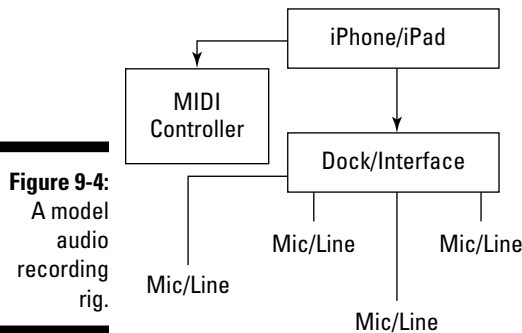 iPhone/iPad
MIDI
Controller
Dock/Interface
Figure 9-4:
A model
audio
recording
rig.
Mic/Line
Mic/Line
Mic/Line
Mic/Line